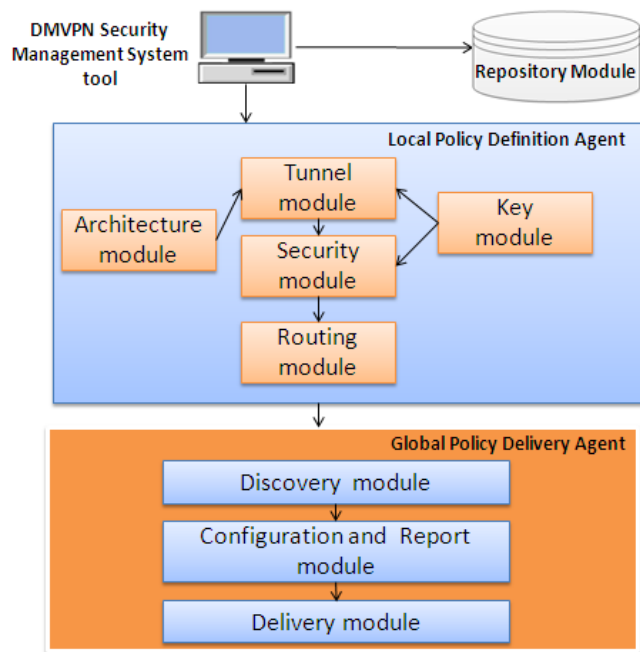 DMVPN Security
Management System
tool
Repository Module
Local Policy Definition Agent
Tunnel
module
Architecture
module
Key
module
Security
module
Routing
module
Global Policy Delivery Agent
Discovery module
Configuration and Report
module
Delivery module